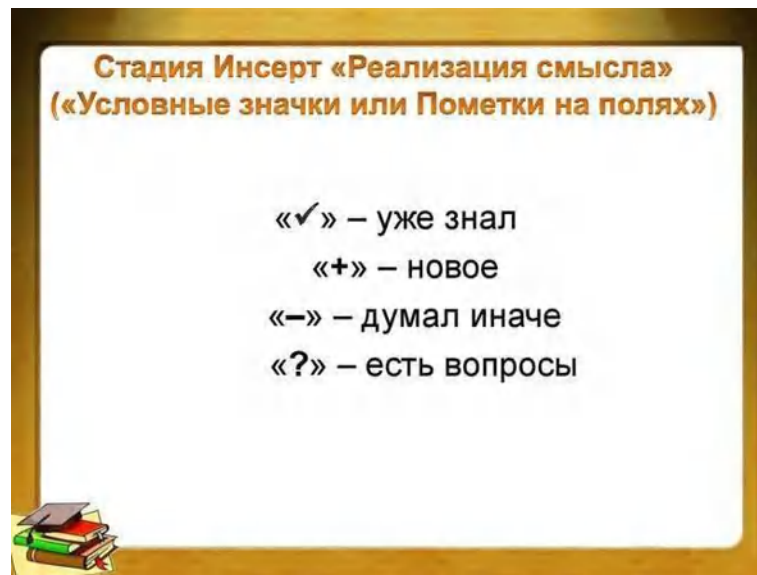 Стадия Инсерт «Реализация смысла»
(«Условные значки или Пометки на полях»)
«✓» – уже знал
«+» – новое
«–» – думал иначе
«?» – есть вопросы